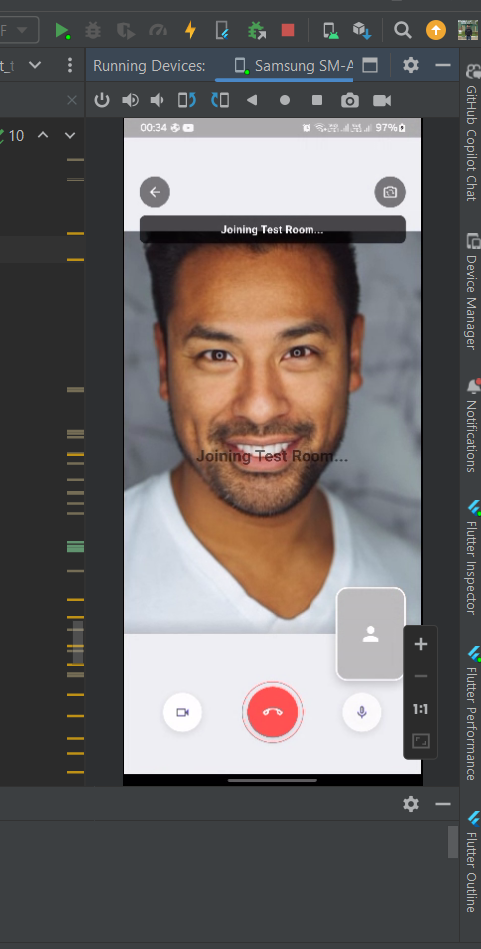 F
Running Devices:
Samsung SM-A
10
00:34
97%
Joining Test Room...
Joining Test Room...
1:1
GitHub Copilot Chat
Device Manager
Notifications
Flutter Inspector
Flutter Performance
Flutter Outline